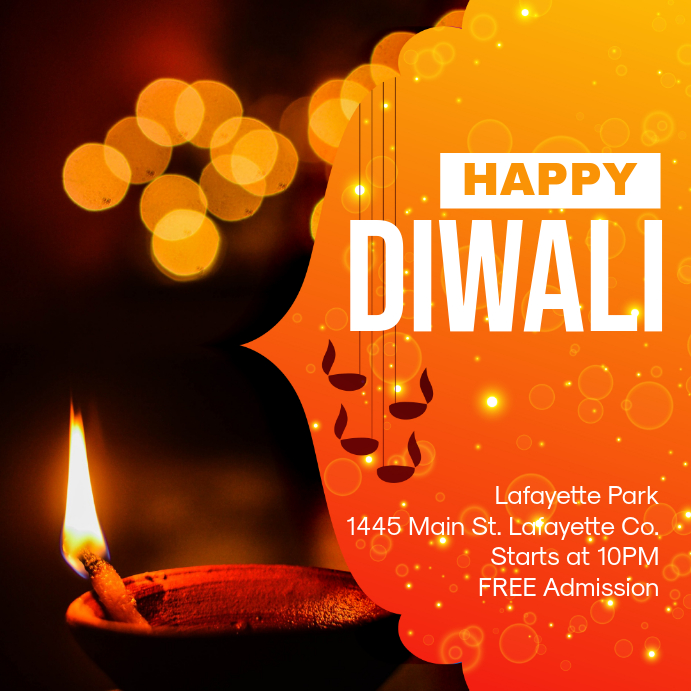 HAPPY
DIWALI
Lafayette Park
1445 Main St. Lafayette Co.
Starts at 10PM
FREE Admission